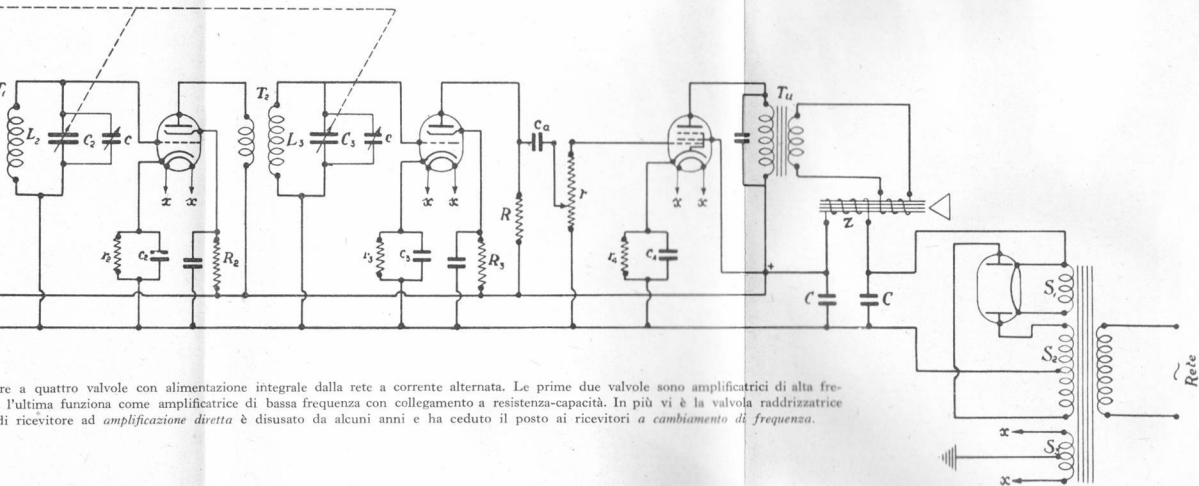 T₁
L₂
C₂
c
T₂
L₃
C₃
c
Ca
r
R
Tu
x x
x x
x x
r₂
c₂
R₂
r₃
c₃
R₃
r₄
c₄
Z
+
C
C
S₁
S₂
Rete
~
x
x
re a quattro valvole con alimentazione integrale dalla rete a corrente alternata. Le prime due valvole sono amplificatrici di alta fre-
l'ultima funziona come amplificatrice di bassa frequenza con collegamento a resistenza-capacità. In più vi è la valvola raddrizzatrice
di ricevitore ad amplificazione diretta è disusato da alcuni anni e ha ceduto il posto ai ricevitori a cambiamento di frequenza.